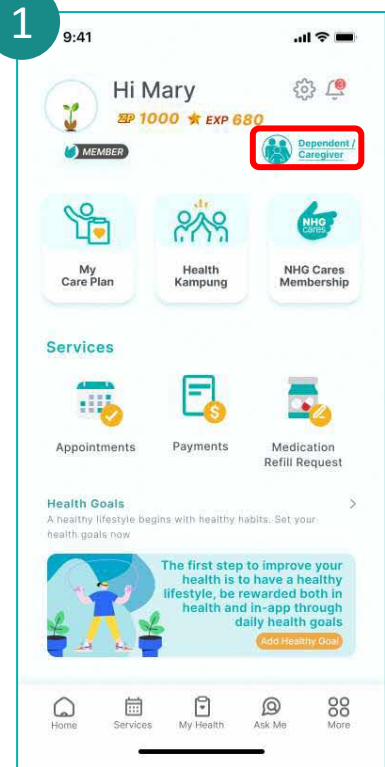 1
9:41
Hi Mary
3
ZP 1000 EXP 680
MEMBER
Dependent /
Caregiver
NHG
cares
My
Care Plan
Health
Kampung
NHG Cares
Membership
Services
Appointments
Payments
Medication
Refill Request
Health Goals
A healthy lifestyle begins with healthy habits. Set your
health goals now
The first step to improve your
health is to have a healthy
lifestyle, be rewarded both in
health and in-app through
daily health goals
Add Healthy Goal
Home
Services
My Health
Ask Me
More